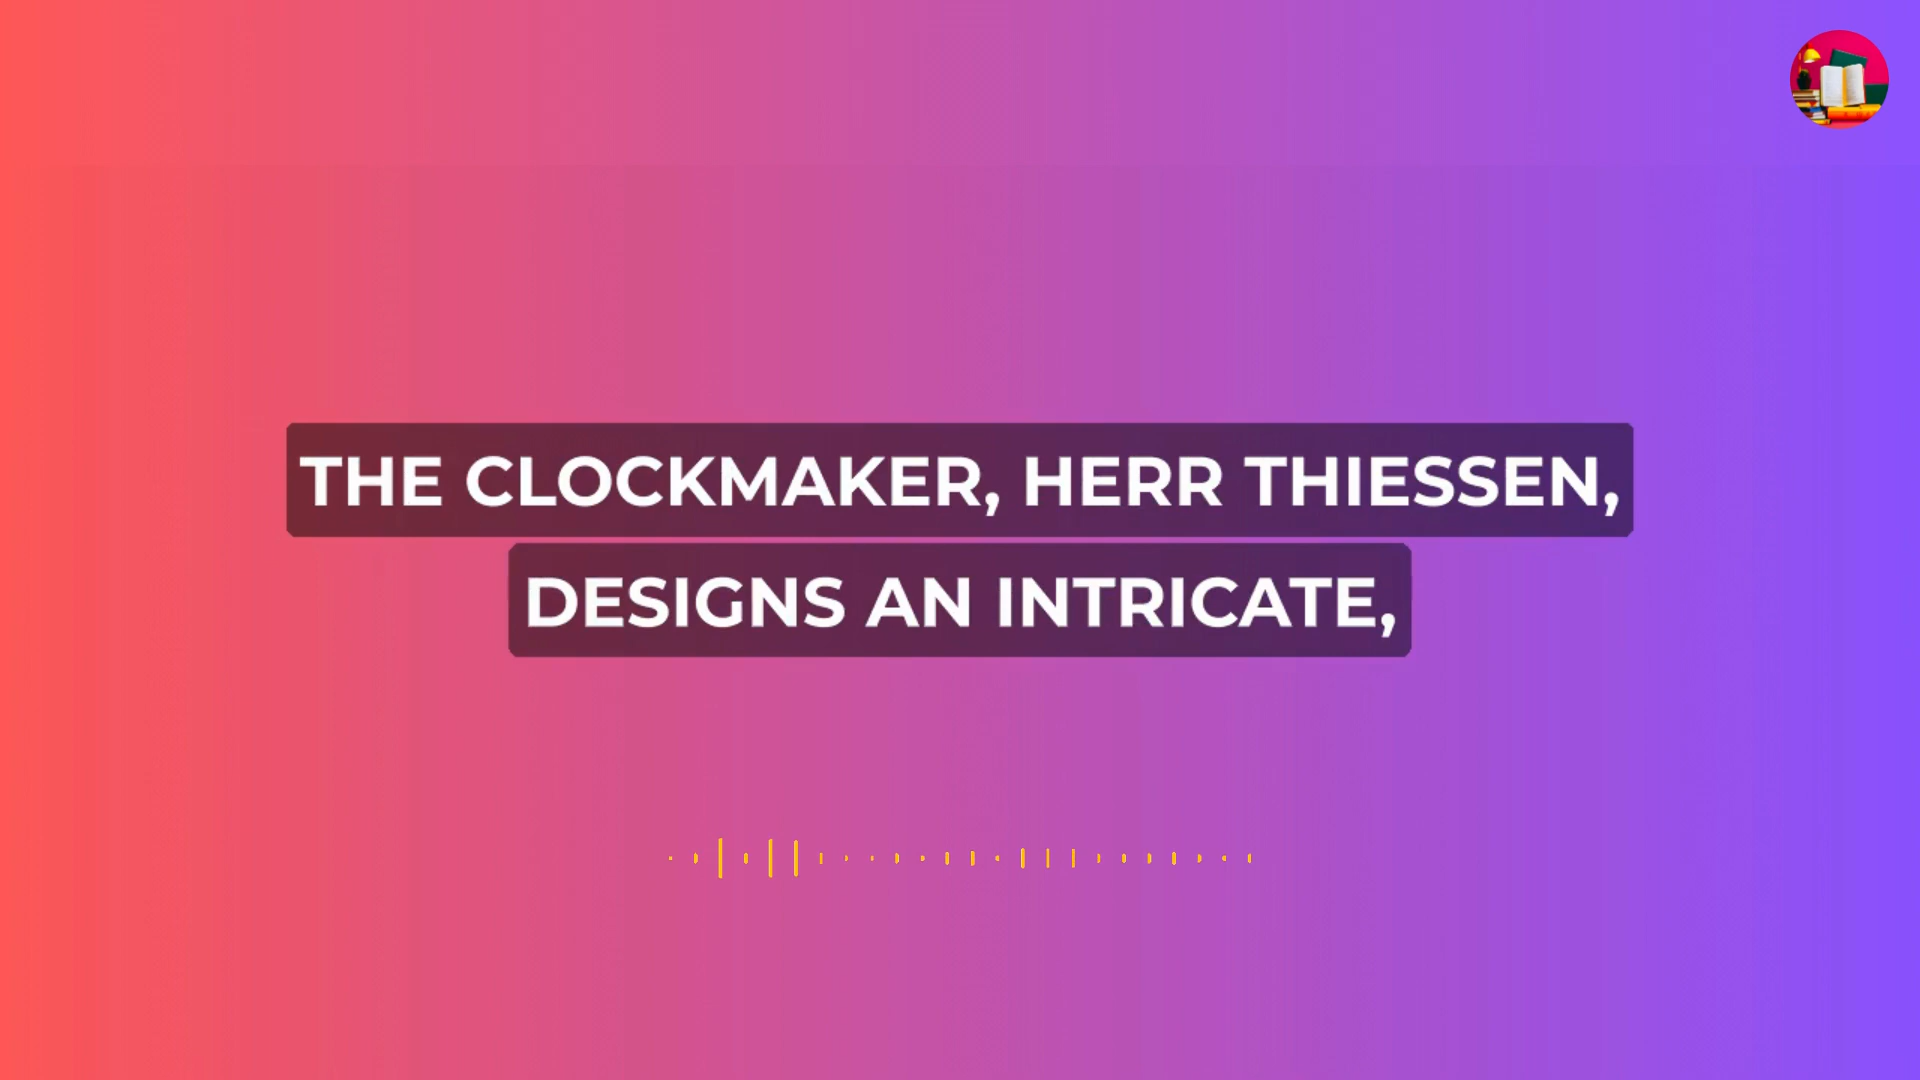 THE CLOCKMAKER, HERR THIESSEN,
DESIGNS AN INTRICATE,